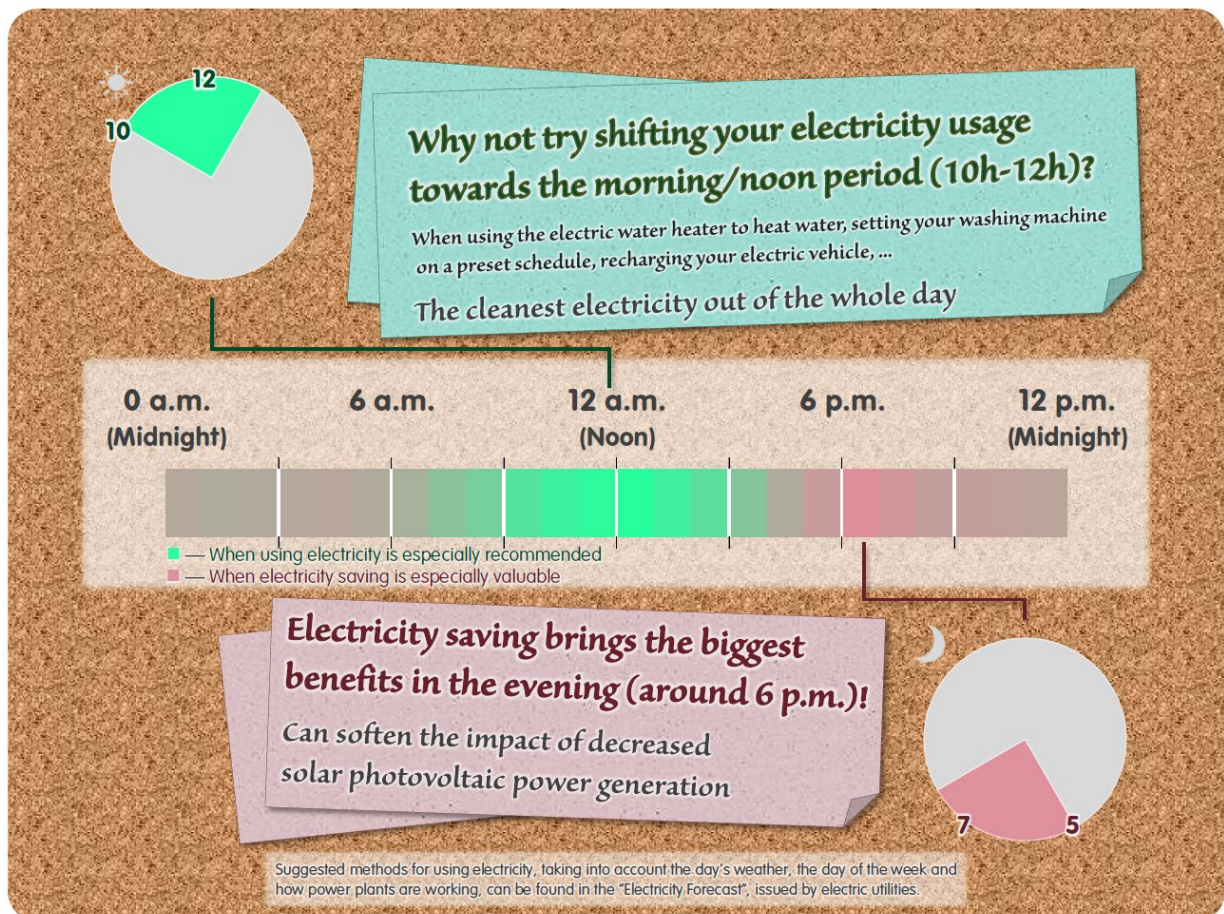 12
10
Why not try shifting your electricity usage
towards the morning/noon period (10h-12h)?
When using the electric water heater to heat water, setting your washing machine
on a preset schedule, recharging your electric vehicle, ...
The cleanest electricity out of the whole day
0 a.m. 6 a.m. 12 a.m. 6 p.m. 12 p.m.
(Midnight) (Noon) (Midnight)
— When using electricity is especially recommended
— When electricity saving is especially valuable
Electricity saving brings the biggest
benefits in the evening (around 6 p.m.)!
Can soften the impact of decreased
solar photovoltaic power generation
7 5
Suggested methods for using electricity, taking into account the day's weather, the day of the week and
how power plants are working, can be found in the "Electricity Forecast", issued by electric utilities.